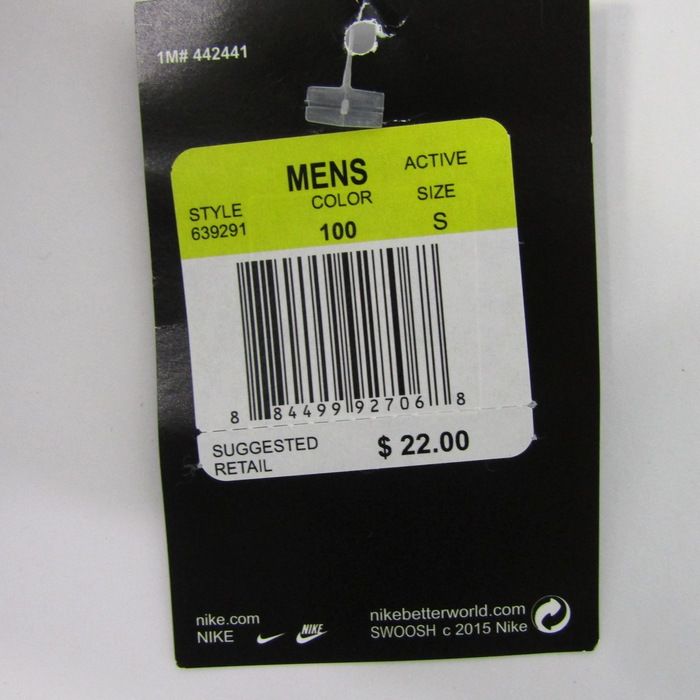 1M# 442441
MENS ACTIVE
STYLE COLOR SIZE
639291 100 S
8 84499 92706 8
SUGGESTED $ 22.00
RETAIL
nike.com nikebetterworld.com
NIKE NIKE SWOOSH c 2015 Nike